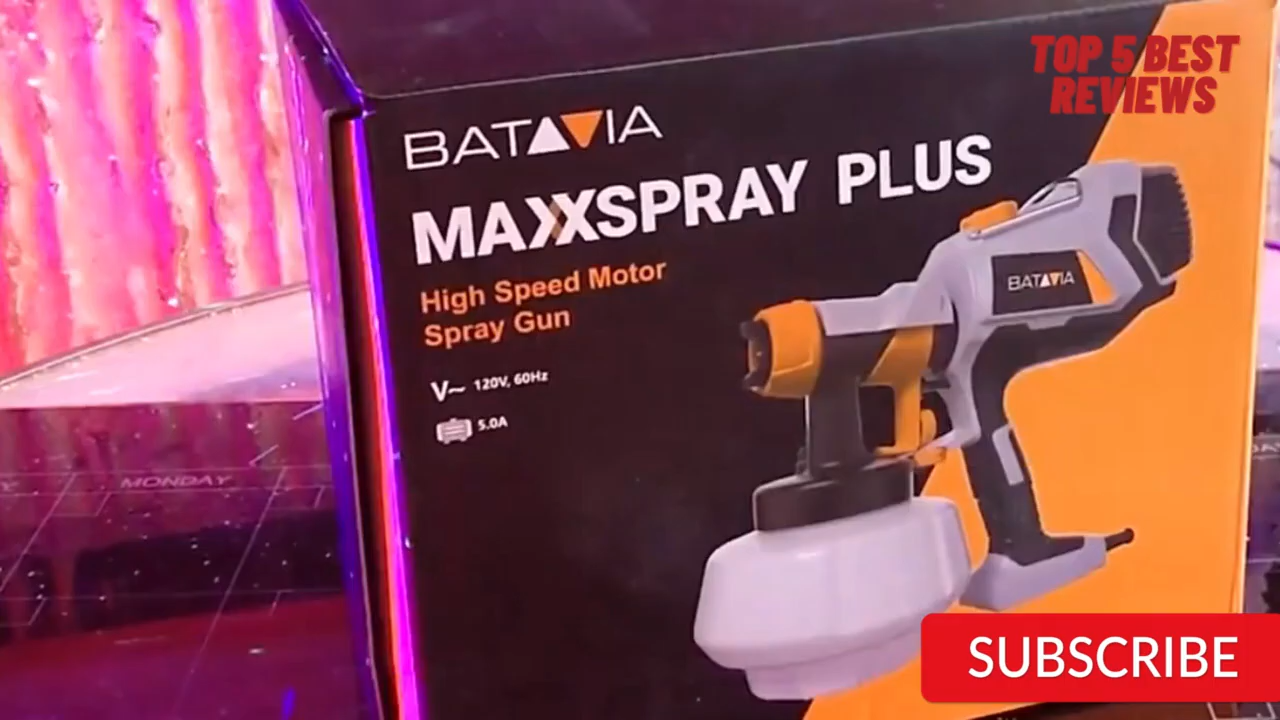 TOP 5 BEST
REVIEWS
BATAVIA
MAXXSPRAY PLUS
High Speed Motor
Spray Gun
V~ 120V, 60Hz
5.0A
BATAVIA
MONDAY
SUBSCRIBE